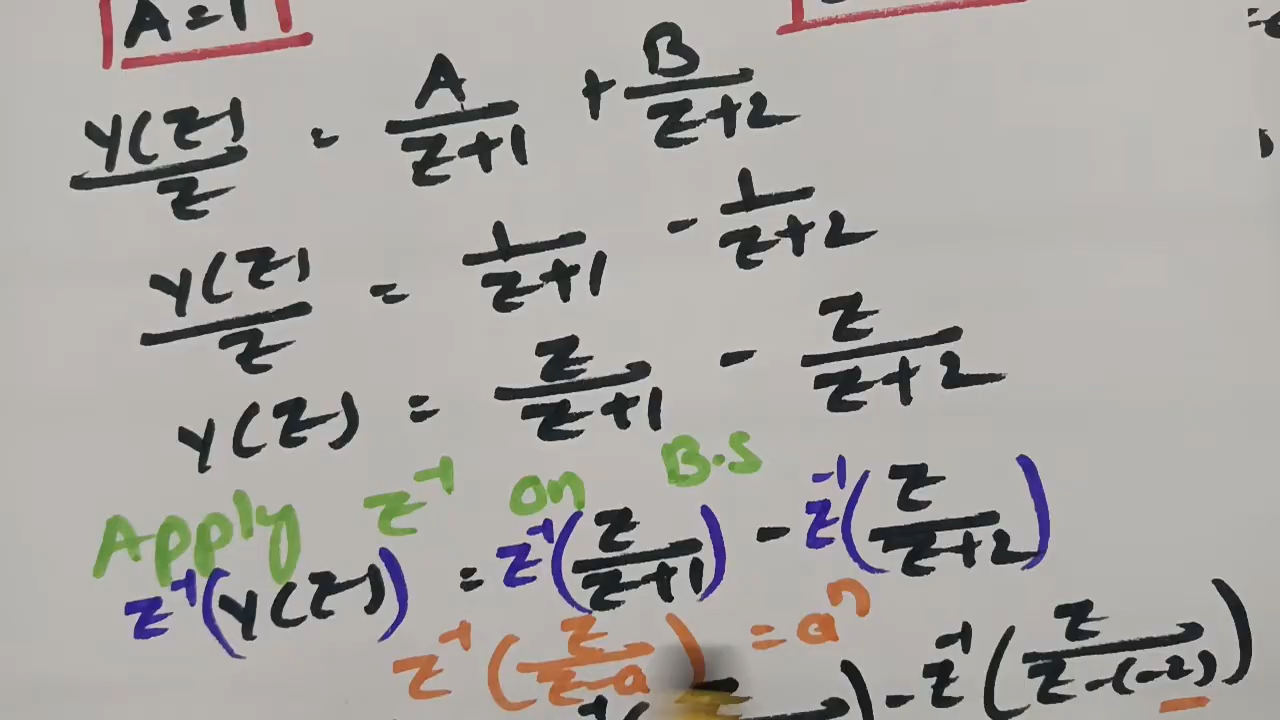 A = 1
y(z)/z = A/(z+1) + B/(z+2)
y(z)/z = 1/(z+1) - 1/(z+2)
y(z) = z/(z+1) - z/(z+2)
Apply z⁻¹ on B.S
z⁻¹(y(z)) = z⁻¹(z/(z+1)) - z⁻¹(z/(z+2))
z⁻¹(z/(z-a)) = aⁿ
- z⁻¹(z/(z-(-2)))